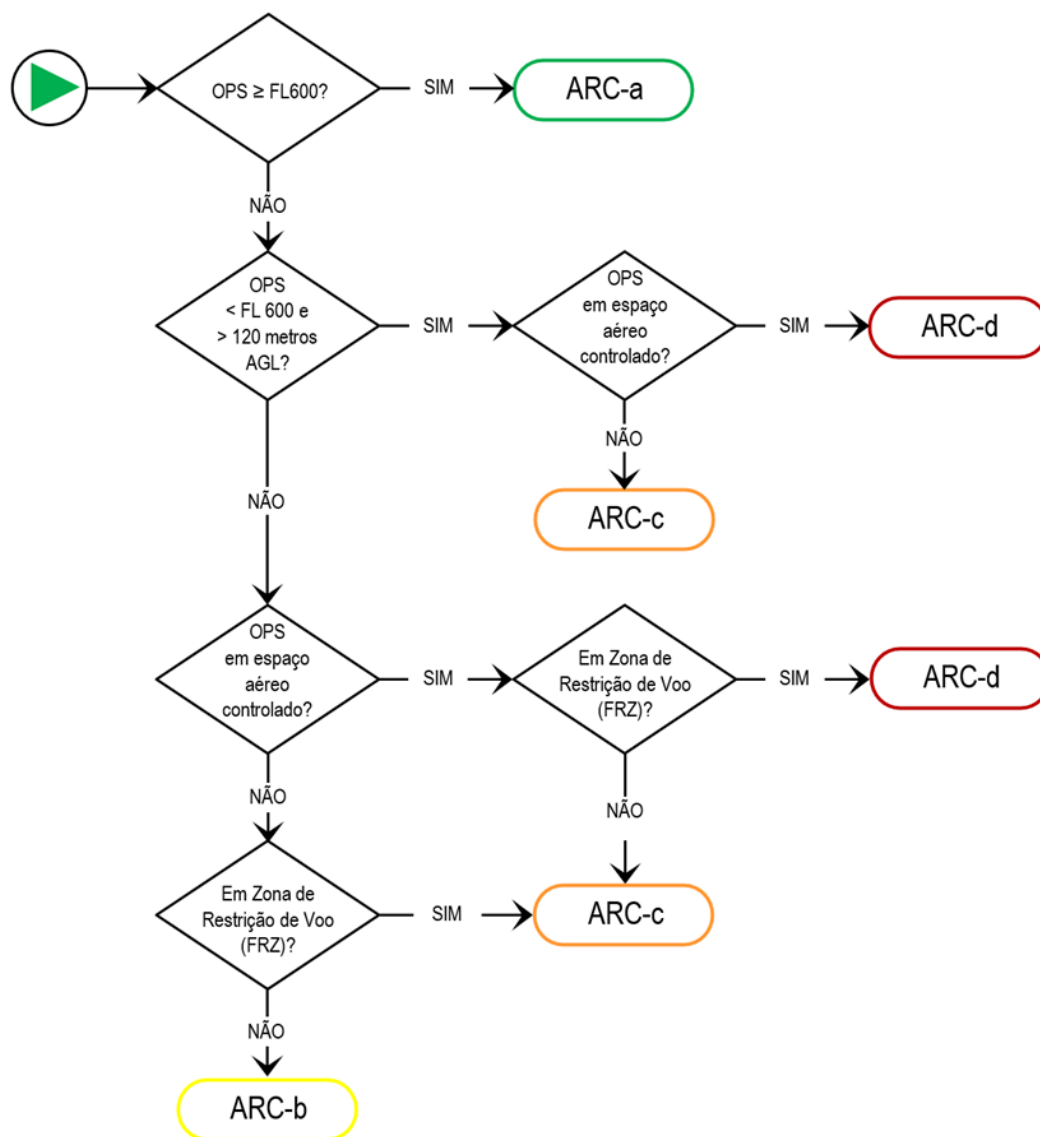 OPS ≥ FL600?
SIM
ARC-a
NÃO
OPS
< FL 600 e
> 120 metros
AGL?
SIM
OPS
em espaço
aéreo
controlado?
SIM
ARC-d
NÃO
ARC-c
NÃO
OPS
em espaço
aéreo
controlado?
SIM
Em Zona de
Restrição de Voo
(FRZ)?
SIM
ARC-d
NÃO
NÃO
Em Zona de
Restrição de Voo
(FRZ)?
SIM
ARC-c
NÃO
ARC-b